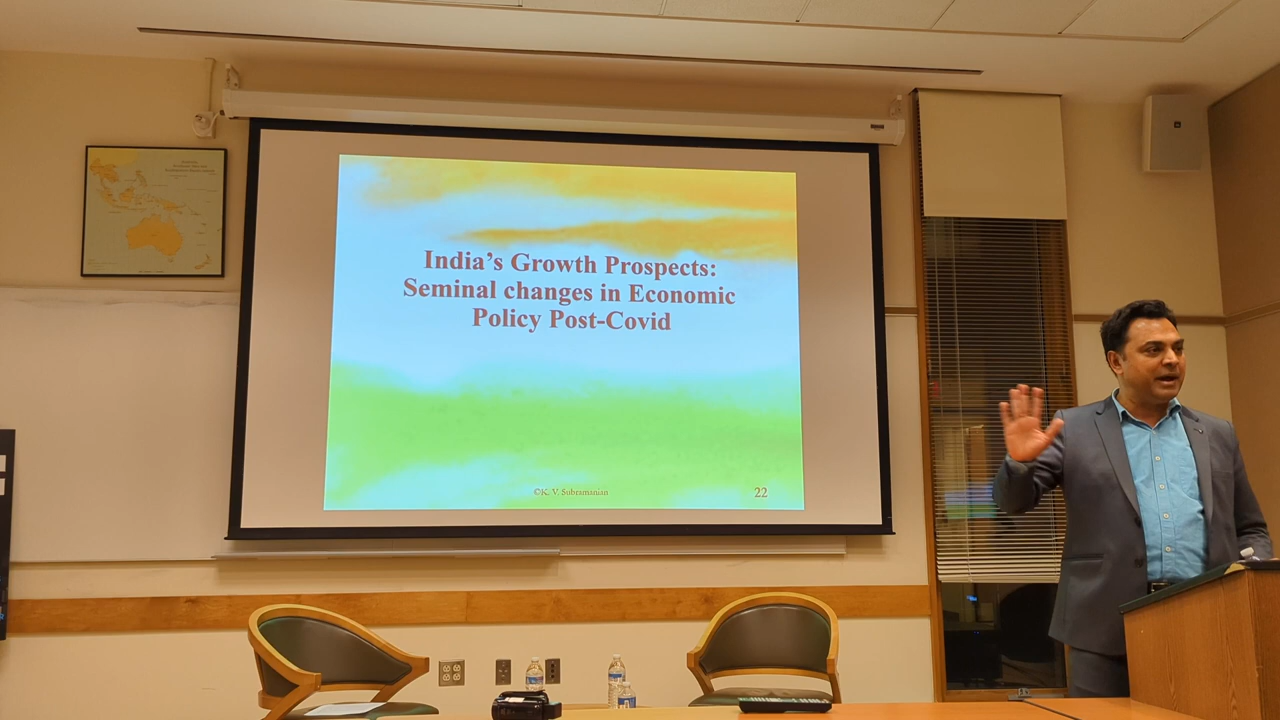 India's Growth Prospects:
Seminal changes in Economic
Policy Post-Covid
©K. V. Subramanian
22